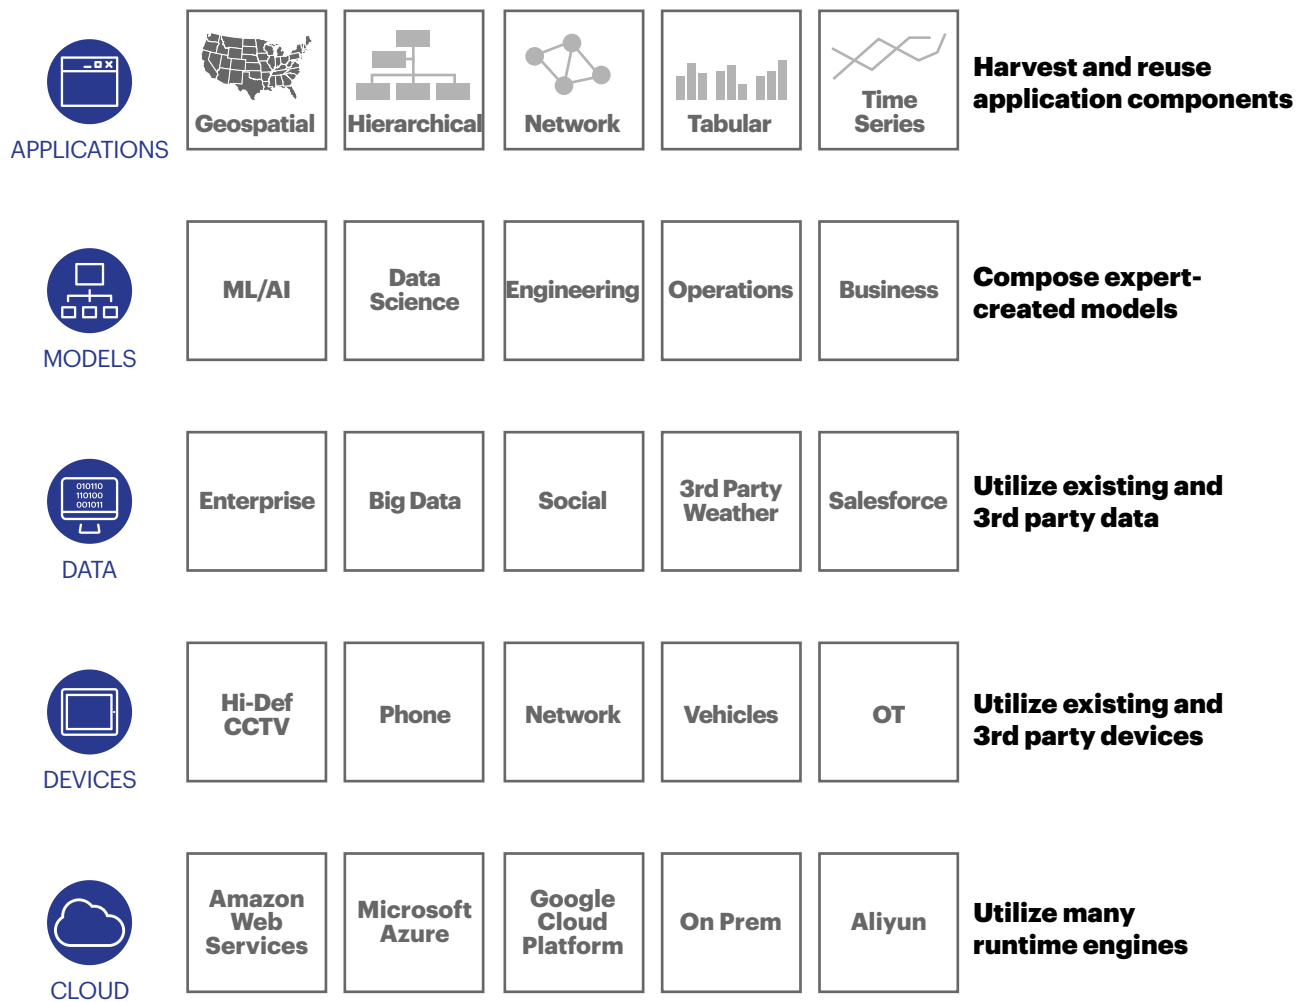 APPLICATIONS
Geospatial
Hierarchical
Network
Tabular
Time
Series
Harvest and reuse
application components
MODELS
ML/AI
Data
Science
Engineering
Operations
Business
Compose expert-
created models
010110
110100
001011
DATA
Enterprise
Big Data
Social
3rd Party
Weather
Salesforce
Utilize existing and
3rd party data
DEVICES
Hi-Def
CCTV
Phone
Network
Vehicles
OT
Utilize existing and
3rd party devices
CLOUD
Amazon
Web
Services
Microsoft
Azure
Google
Cloud
Platform
On Prem
Aliyun
Utilize many
runtime engines